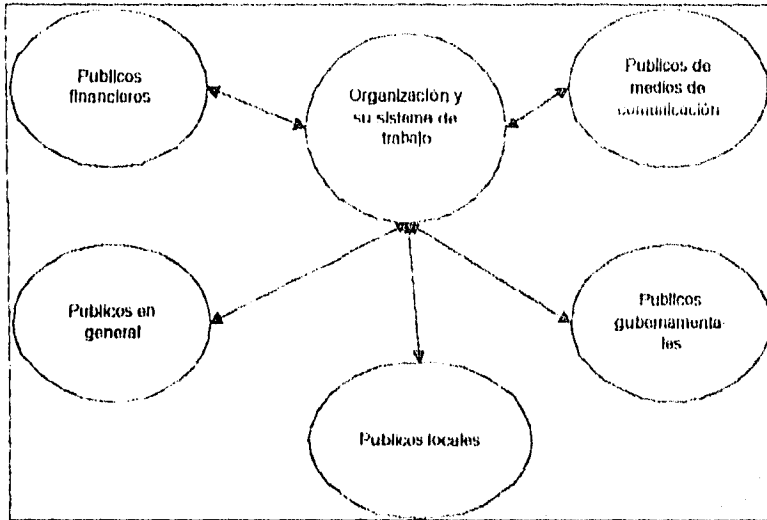 Publicos
financieros
Organización y
su sistema de
trabajo
Publicos de
medios de
comunicación
Publicos en
general
Publicos
gubernamenta-
les
Publicos locales